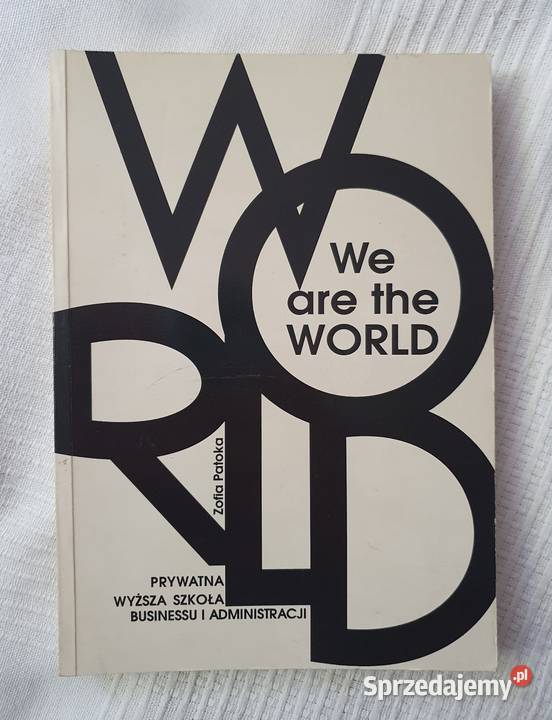 WORLD
We
are the
WORLD
Zofia Patoka
PRYWATNA
WYŻSZA SZKOŁA
BUSINESSU I ADMINISTRACJI
Sprzedajemy.pl